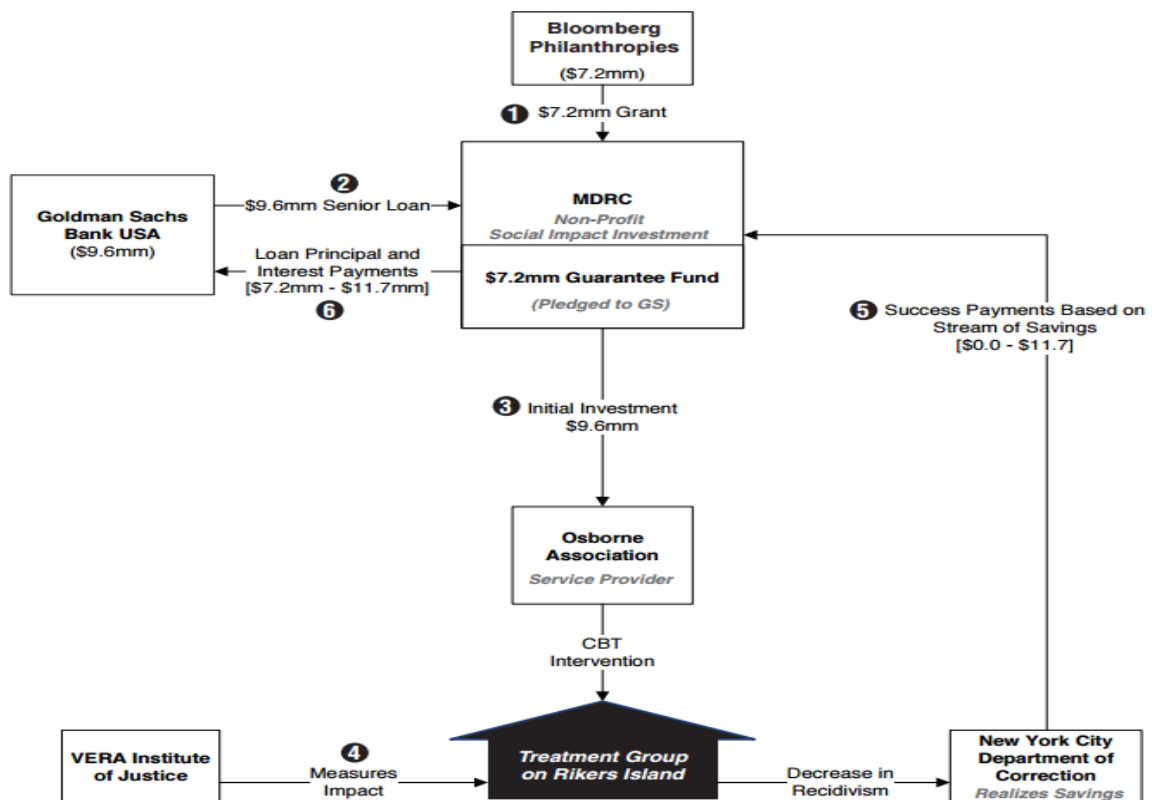 Bloomberg
Philanthropies
($7.2mm)
1 $7.2mm Grant
MDRC
Non-Profit
Social Impact Investment
$7.2mm Guarantee Fund
(Pledged to GS)
Goldman Sachs
Bank USA
($9.6mm)
2
$9.6mm Senior Loan
Loan Principal and
Interest Payments
[$7.2mm - $11.7mm]
6
5 Success Payments Based on
Stream of Savings
[$0.0 - $11.7]
3 Initial Investment
$9.6mm
Osborne
Association
Service Provider
CBT
Intervention
VERA Institute
of Justice
4
Measures
Impact
Treatment Group
on Rikers Island
Decrease in
Recidivism
New York City
Department of
Correction
Realizes Savings